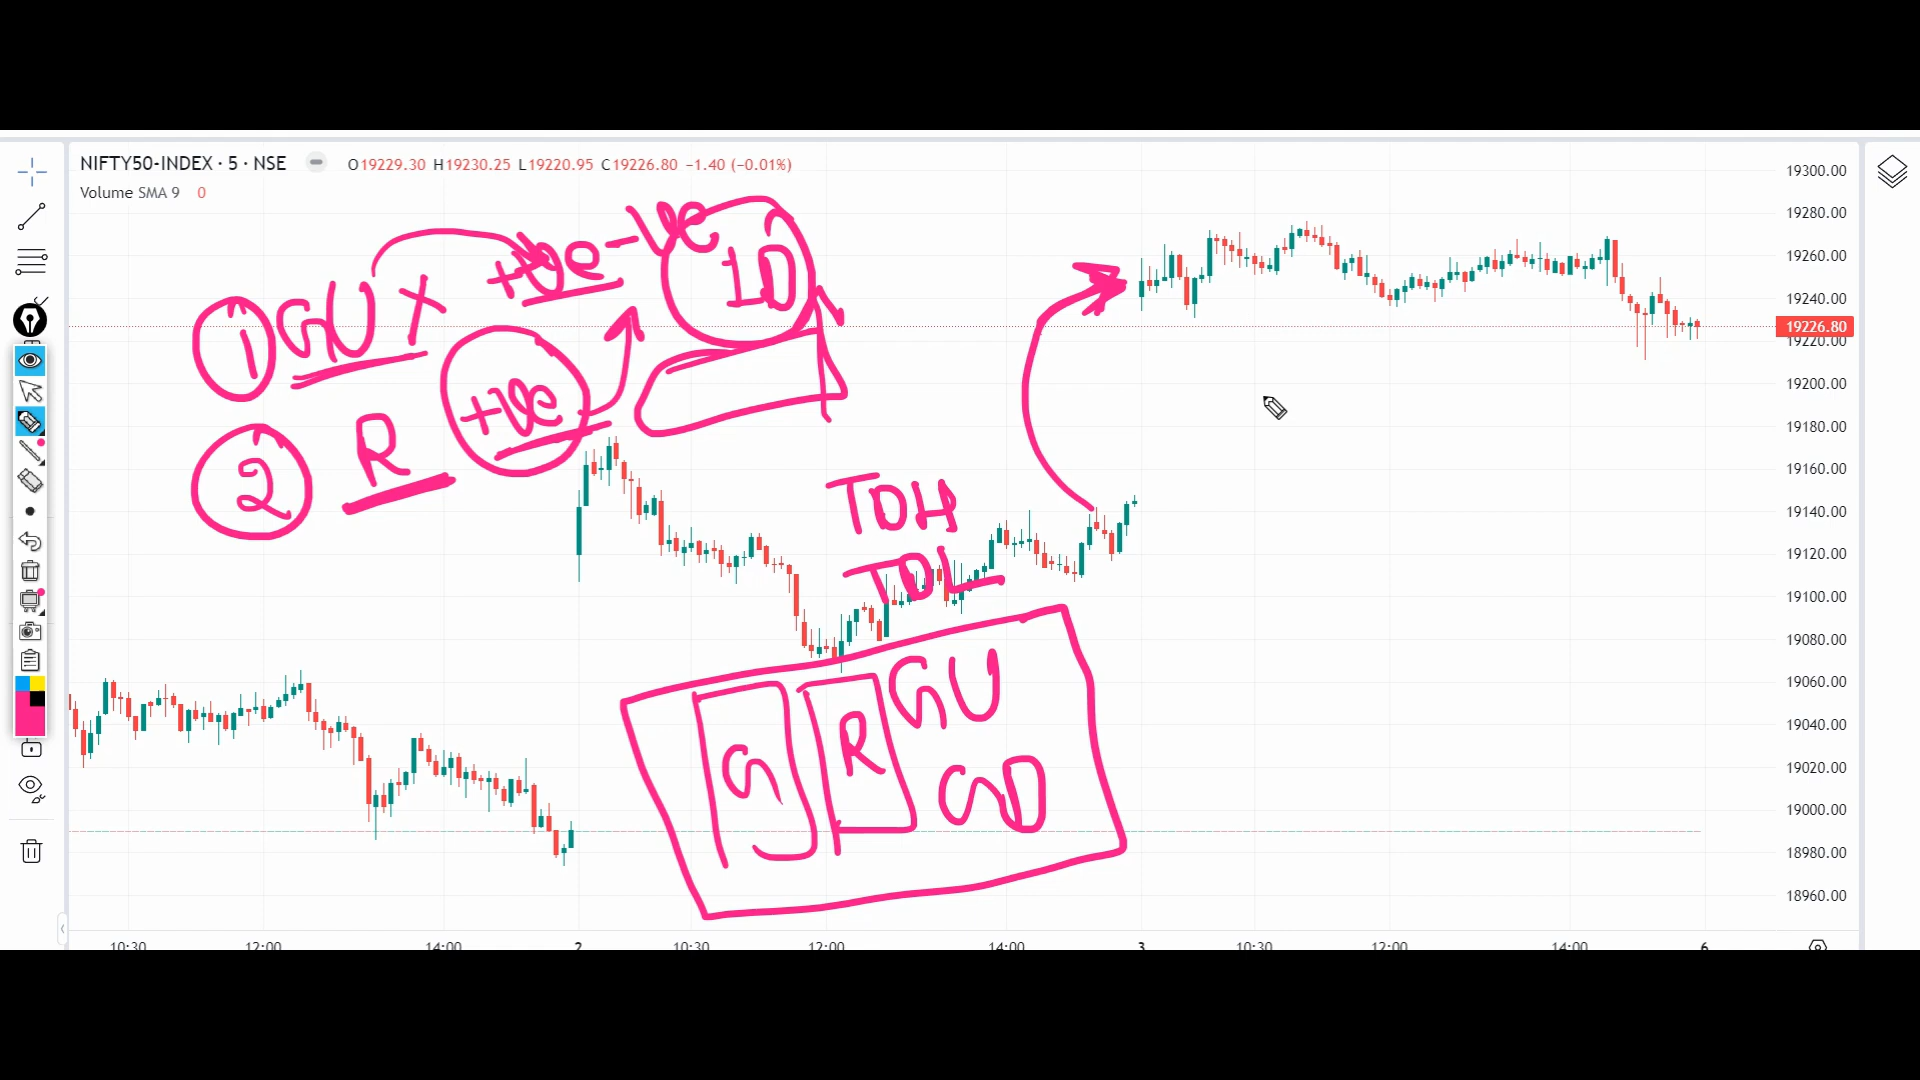 NIFTY50-INDEX · 5 · NSE O19229.30 H19230.25 L19220.95 C19226.80 −1.40 (−0.01%)
Volume SMA 9 0
19300.00
19280.00
19260.00
19240.00
19226.80
19220.00
19200.00
19180.00
19160.00
19140.00
19120.00
19100.00
19080.00
19060.00
19040.00
19020.00
19000.00
18980.00
18960.00
1 GU X +ve -ve 1D
2 R +ve
TDH
TDL
G R GU
GD
10:30 12:00 14:00 2 10:30 12:00 14:00 3 10:30 12:00 14:00 6